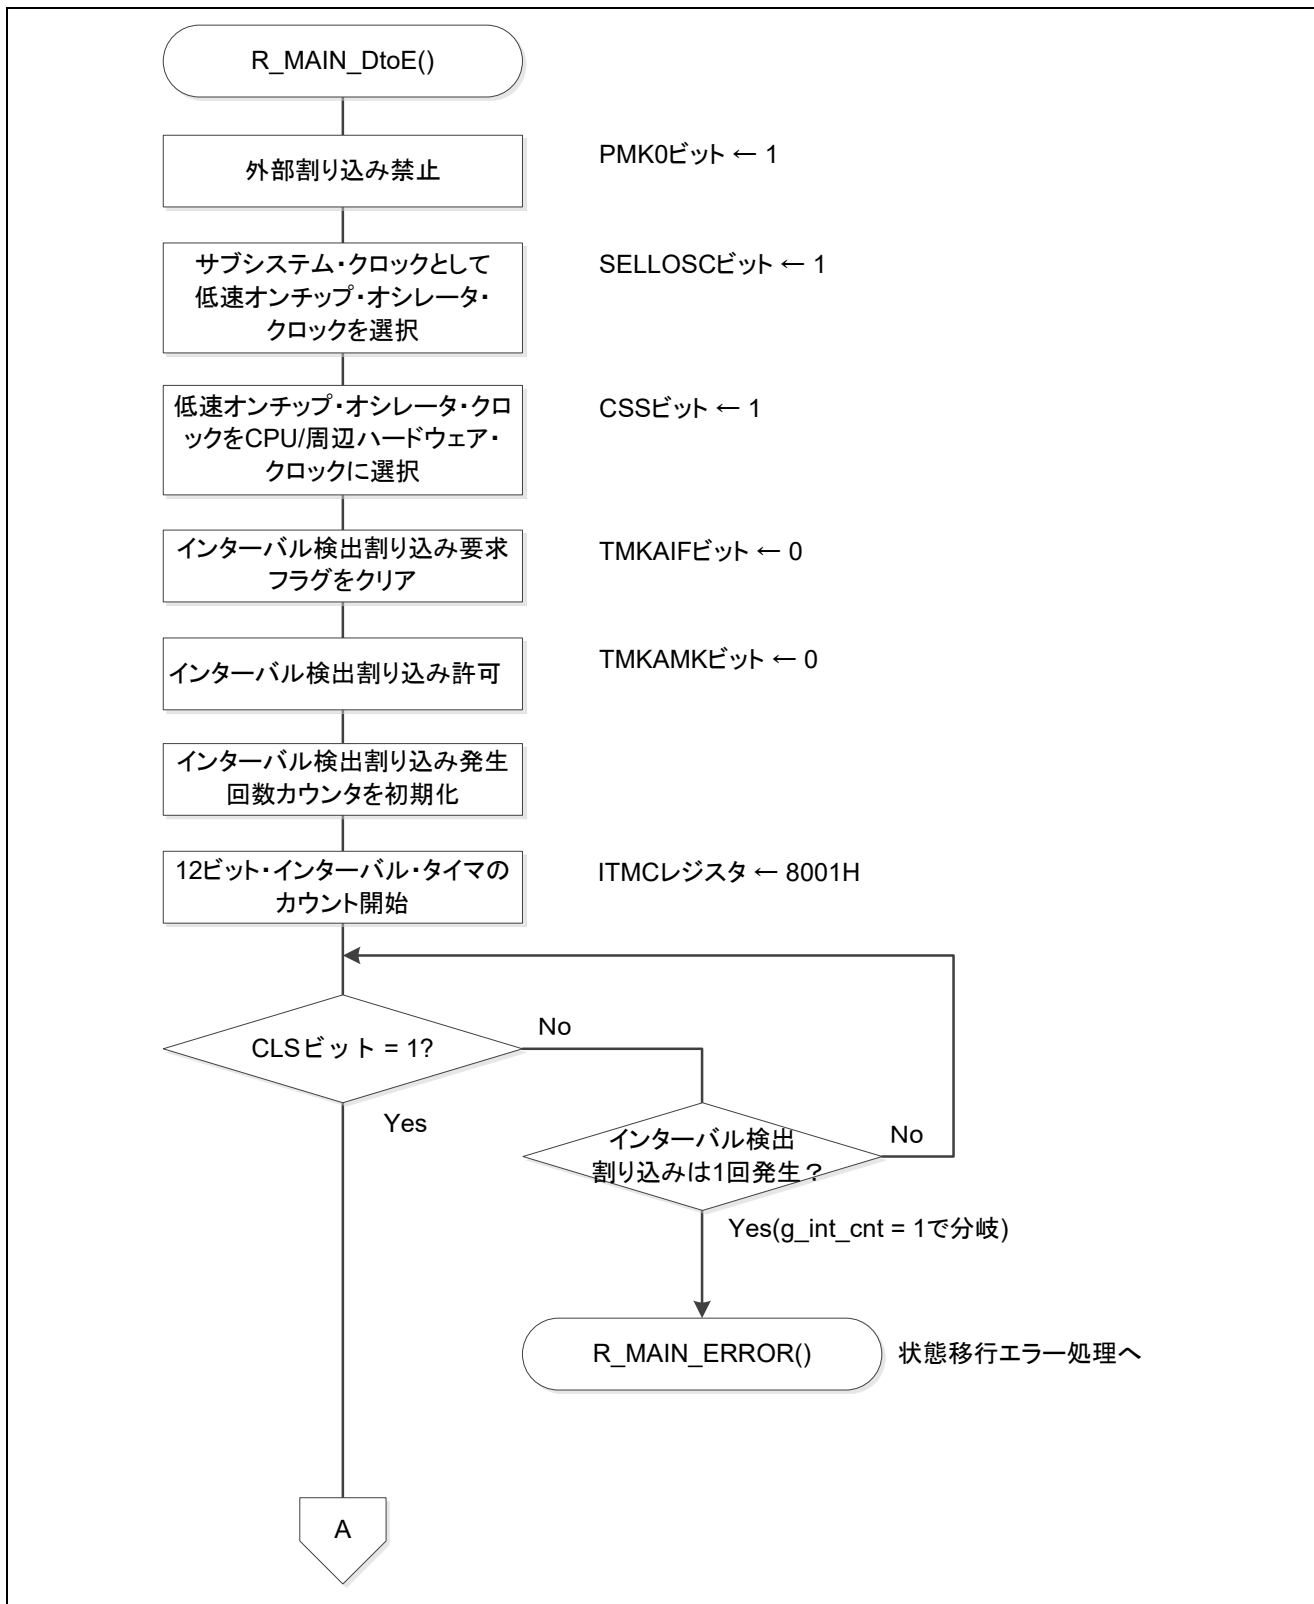 R_MAIN_DtoE()
外部割り込み禁止
PMK0ビット ← 1
サブシステム・クロックとして
低速オンチップ・オシレータ・
クロックを選択
SELLOSCビット ← 1
低速オンチップ・オシレータ・クロ
ックをCPU/周辺ハードウェア・
クロックに選択
CSSビット ← 1
インターバル検出割り込み要求
フラグをクリア
TMKAIFビット ← 0
インターバル検出割り込み許可
TMKAMKビット ← 0
インターバル検出割り込み発生
回数カウンタを初期化
12ビット・インターバル・タイマの
カウント開始
ITMCレジスタ ← 8001H
CLSビット = 1?
No
Yes
インターバル検出
割り込みは1回発生？
No
Yes(g_int_cnt = 1で分岐)
R_MAIN_ERROR()
状態移行エラー処理へ
A